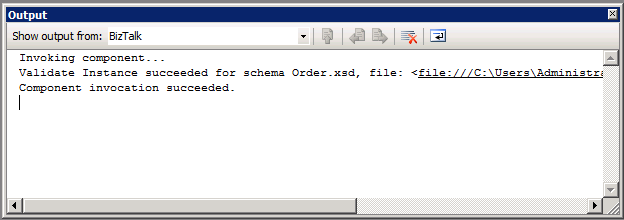 Output
Show output from: BizTalk
Invoking component...
Validate Instance succeeded for schema Order.xsd, file: <file:///C:\Users\Administra
Component invocation succeeded.